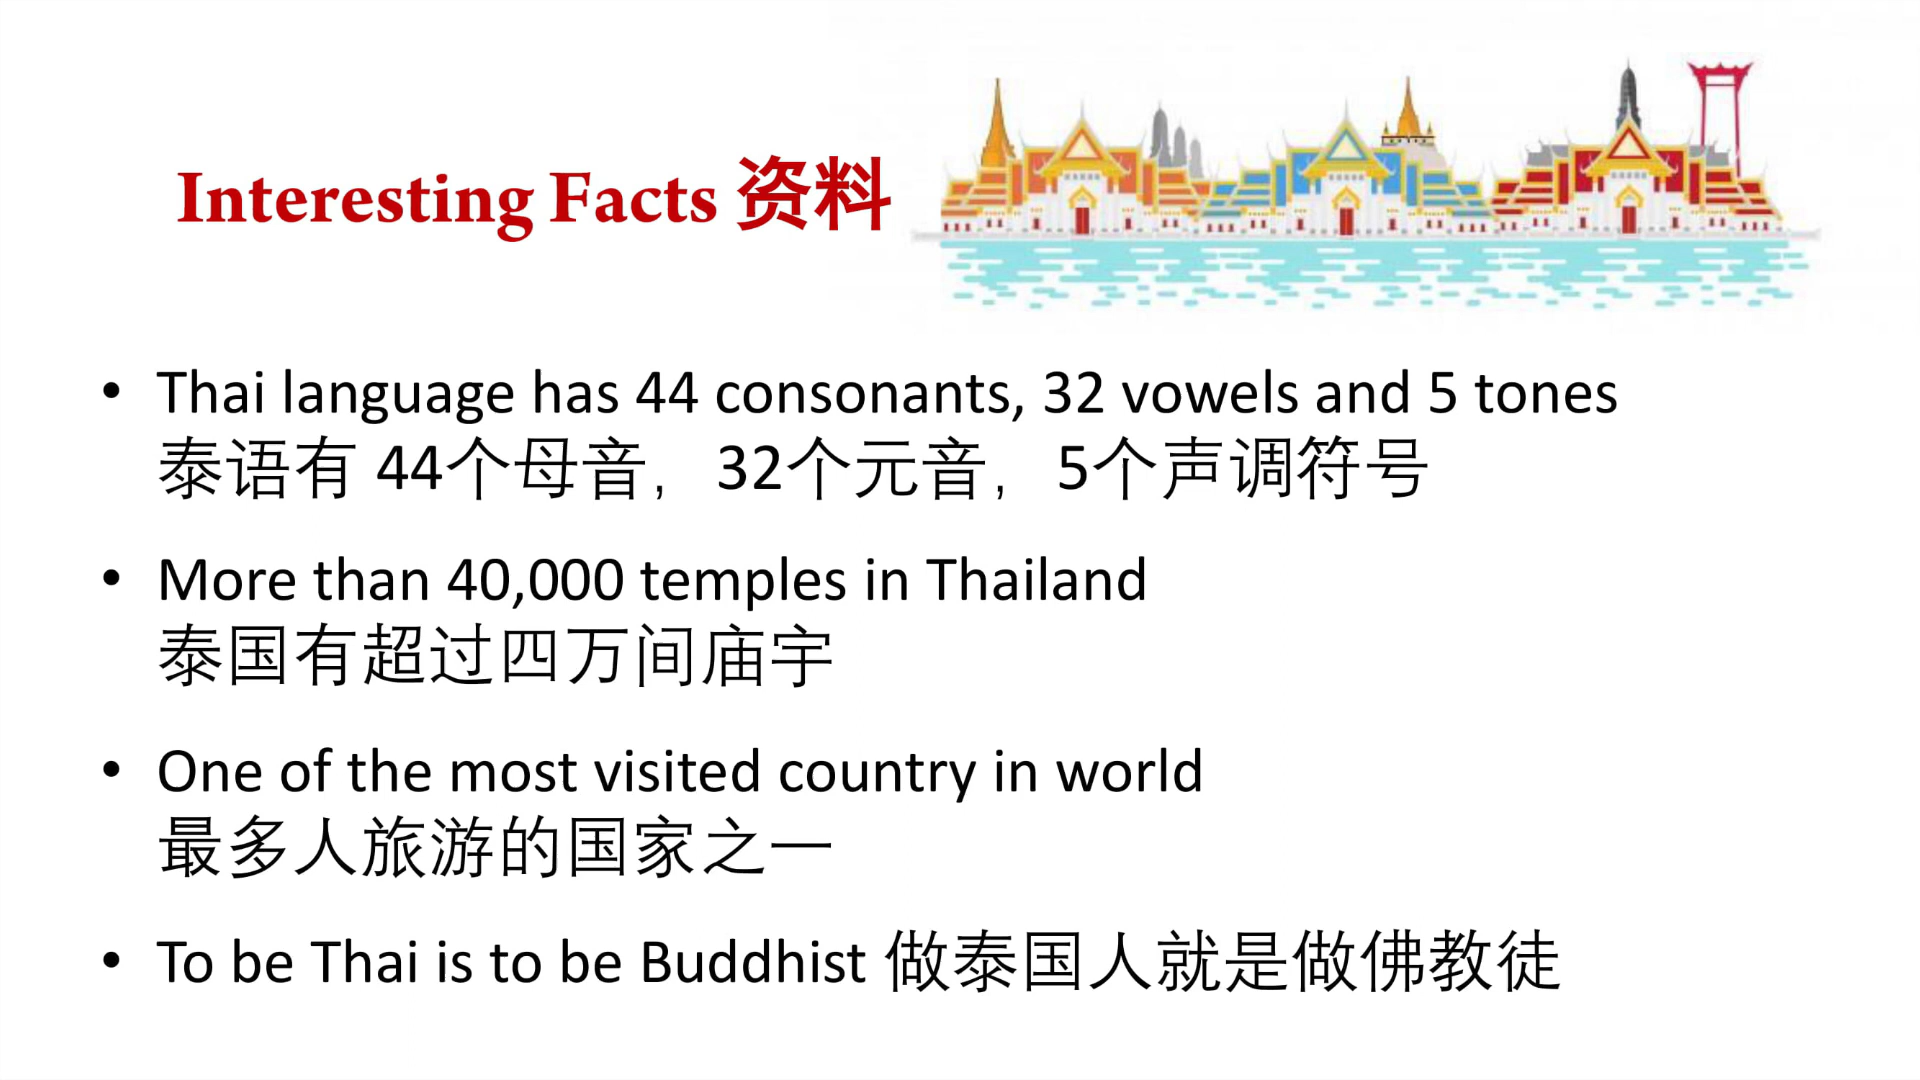 Interesting Facts 资料
• Thai language has 44 consonants, 32 vowels and 5 tones
泰语有 44个母音, 32个元音, 5个声调符号
• More than 40,000 temples in Thailand
泰国有超过四万间庙宇
• One of the most visited country in world
最多人旅游的国家之一
• To be Thai is to be Buddhist 做泰国人就是做佛教徒